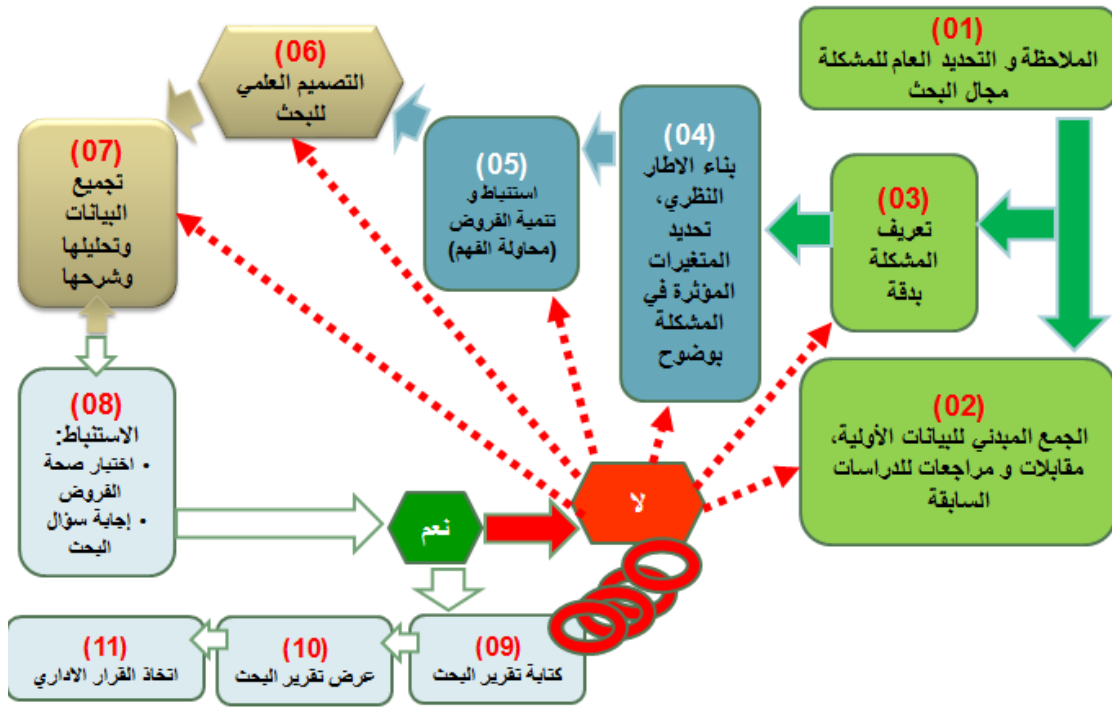 (01)
الملاحظة و التحديد العام للمشكلة
مجال البحث
(02)
الجمع المبدني للبيانات الأولية،
مقابلات و مراجعات للدراسات
السابقة
(03)
تعريف
المشكلة
بدقة
(04)
بناء الاطار
النظري،
تحديد
المتغيرات
المؤثرة في
المشكلة
بوضوح
(05)
استنباط و
تنمية الفروض
(محاولة الفهم)
(06)
التصميم العلمي
للبحث
(07)
تجميع
البيانات
وتحليلها
وشرحها
(08)
الاستنباط:
• اختبار صحة
الفروض
• إجابة سؤال
البحث
نعم
لا
(09)
كتابة تقرير البحث
(10)
عرض تقرير البحث
(11)
اتخاذ القرار الاداري